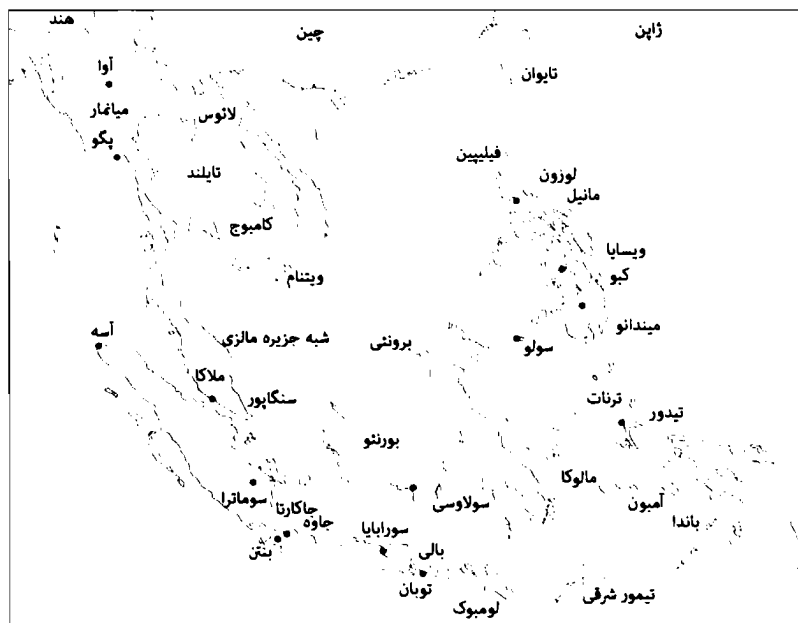 هند
چین
ژاپن
آوا
تایوان
میانمار
لائوس
پگو
فیلیپین
تایلند
لوزون
مانیل
کامبوج
ویسایا
ویتنام
کبو
میندانو
آسه
شبه جزیره مالزی
برونئی
سولو
ملاکا
سنگاپور
ترنات
تیدور
بورنئو
سوماترا
سولاوسی
مالوکا
آمبون
جاکارتا
جاوه
سورابایا
باندا
بنتن
بالی
توبان
لومبوک
تیمور شرقی